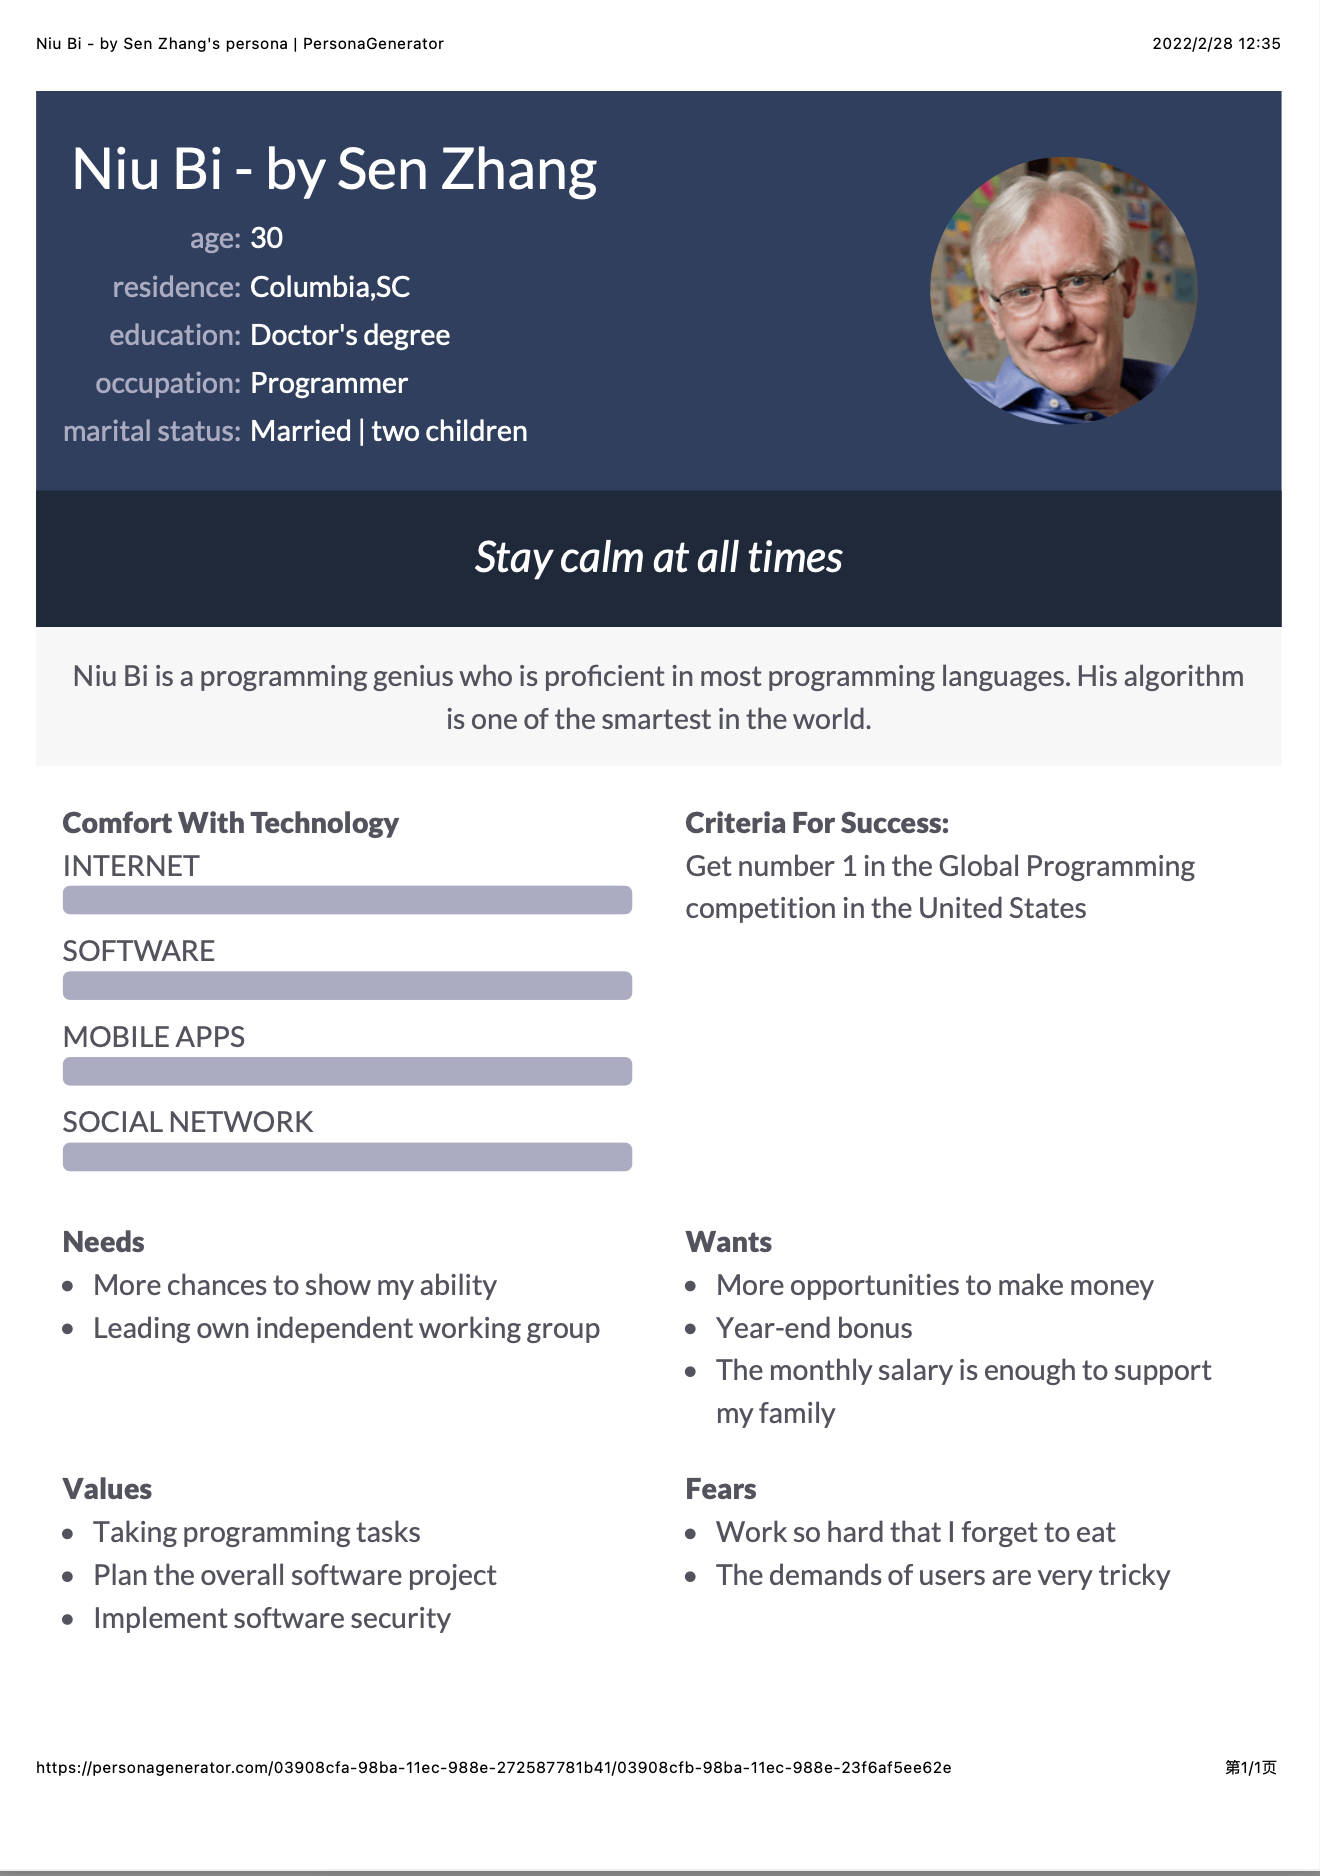 Niu Bi - by Sen Zhang's persona | PersonaGenerator
2022/2/28 12:35
Niu Bi - by Sen Zhang
age: 30
residence: Columbia,SC
education: Doctor's degree
occupation: Programmer
marital status: Married | two children
Stay calm at all times
Niu Bi is a programming genius who is proficient in most programming languages. His algorithm
is one of the smartest in the world.
Comfort With Technology
INTERNET
SOFTWARE
MOBILE APPS
SOCIAL NETWORK
Criteria For Success:
Get number 1 in the Global Programming
competition in the United States
Needs
• More chances to show my ability
• Leading own independent working group
Wants
• More opportunities to make money
• Year-end bonus
• The monthly salary is enough to support
my family
Values
• Taking programming tasks
• Plan the overall software project
• Implement software security
Fears
• Work so hard that I forget to eat
• The demands of users are very tricky
https://personagenerator.com/03908cfa-98ba-11ec-988e-272587781b41/03908cfb-98ba-11ec-988e-23f6af5ee62e
第1/1页